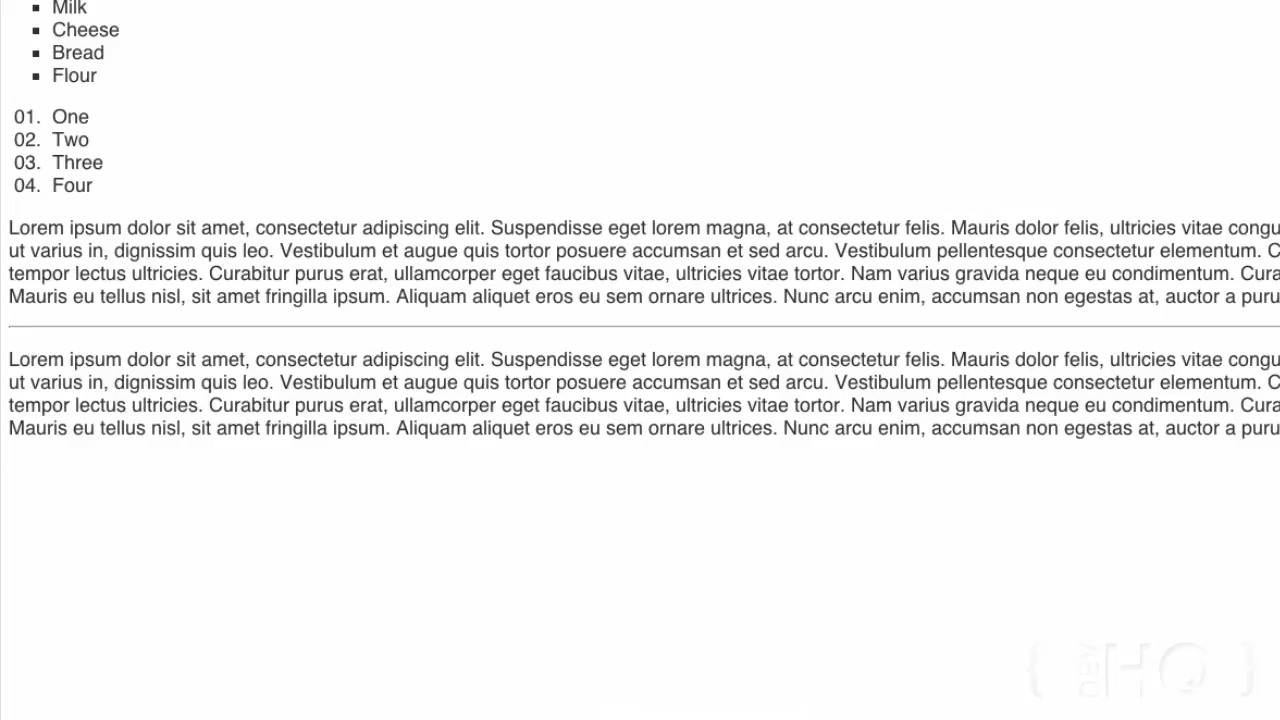 Milk
Cheese
Bread
Flour
01. One
02. Two
03. Three
04. Four
Lorem ipsum dolor sit amet, consectetur adipiscing elit. Suspendisse eget lorem magna, at consectetur felis. Mauris dolor felis, ultricies vitae congu
ut varius in, dignissim quis leo. Vestibulum et augue quis tortor posuere accumsan et sed arcu. Vestibulum pellentesque consectetur elementum. C
tempor lectus ultricies. Curabitur purus erat, ullamcorper eget faucibus vitae, ultricies vitae tortor. Nam varius gravida neque eu condimentum. Cura
Mauris eu tellus nisl, sit amet fringilla ipsum. Aliquam aliquet eros eu sem ornare ultrices. Nunc arcu enim, accumsan non egestas at, auctor a puru
Lorem ipsum dolor sit amet, consectetur adipiscing elit. Suspendisse eget lorem magna, at consectetur felis. Mauris dolor felis, ultricies vitae congu
ut varius in, dignissim quis leo. Vestibulum et augue quis tortor posuere accumsan et sed arcu. Vestibulum pellentesque consectetur elementum. C
tempor lectus ultricies. Curabitur purus erat, ullamcorper eget faucibus vitae, ultricies vitae tortor. Nam varius gravida neque eu condimentum. Cura
Mauris eu tellus nisl, sit amet fringilla ipsum. Aliquam aliquet eros eu sem ornare ultrices. Nunc arcu enim, accumsan non egestas at, auctor a puru
{ DEV HQ }